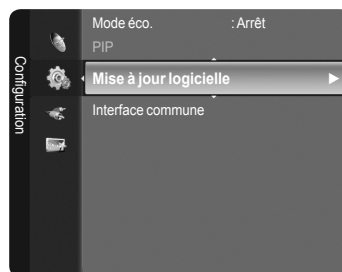 Configuration
Mode éco. : Arrêt
PIP
Mise à jour logicielle
Interface commune